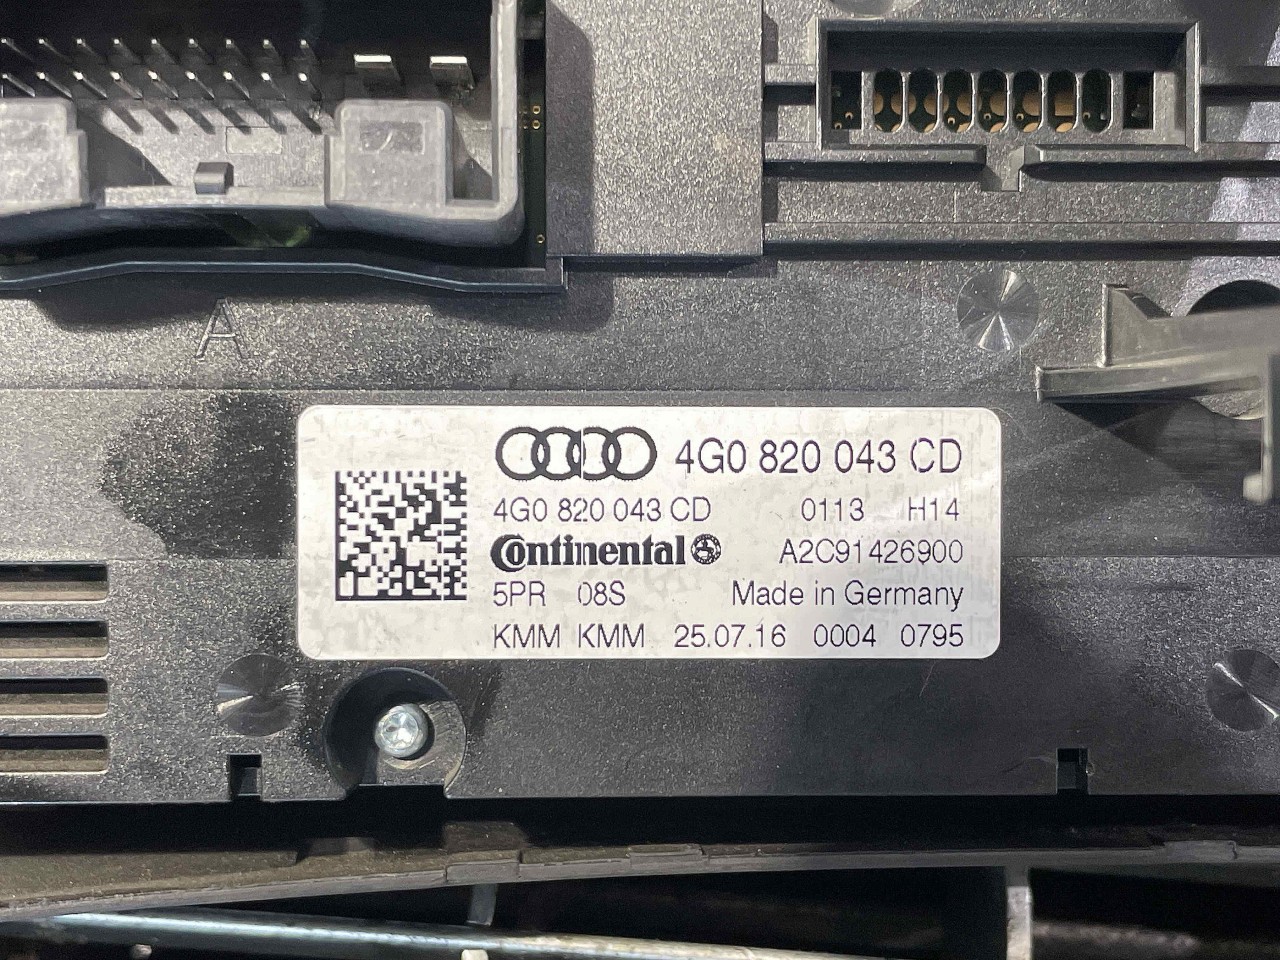 A
4G0 820 043 CD
4G0 820 043 CD 0113 H14
Continental A2C91426900
5PR 08S Made in Germany
KMM KMM 25.07.16 0004 0795